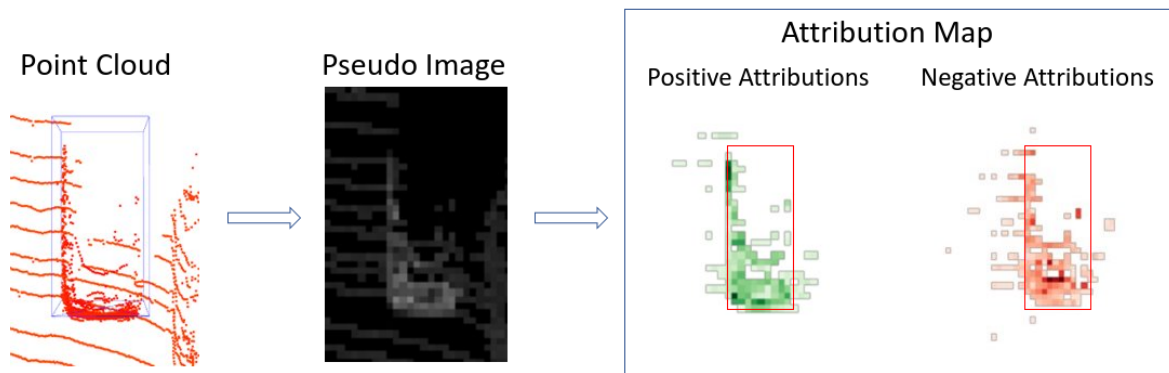 Point Cloud
Pseudo Image
Attribution Map
Positive Attributions
Negative Attributions